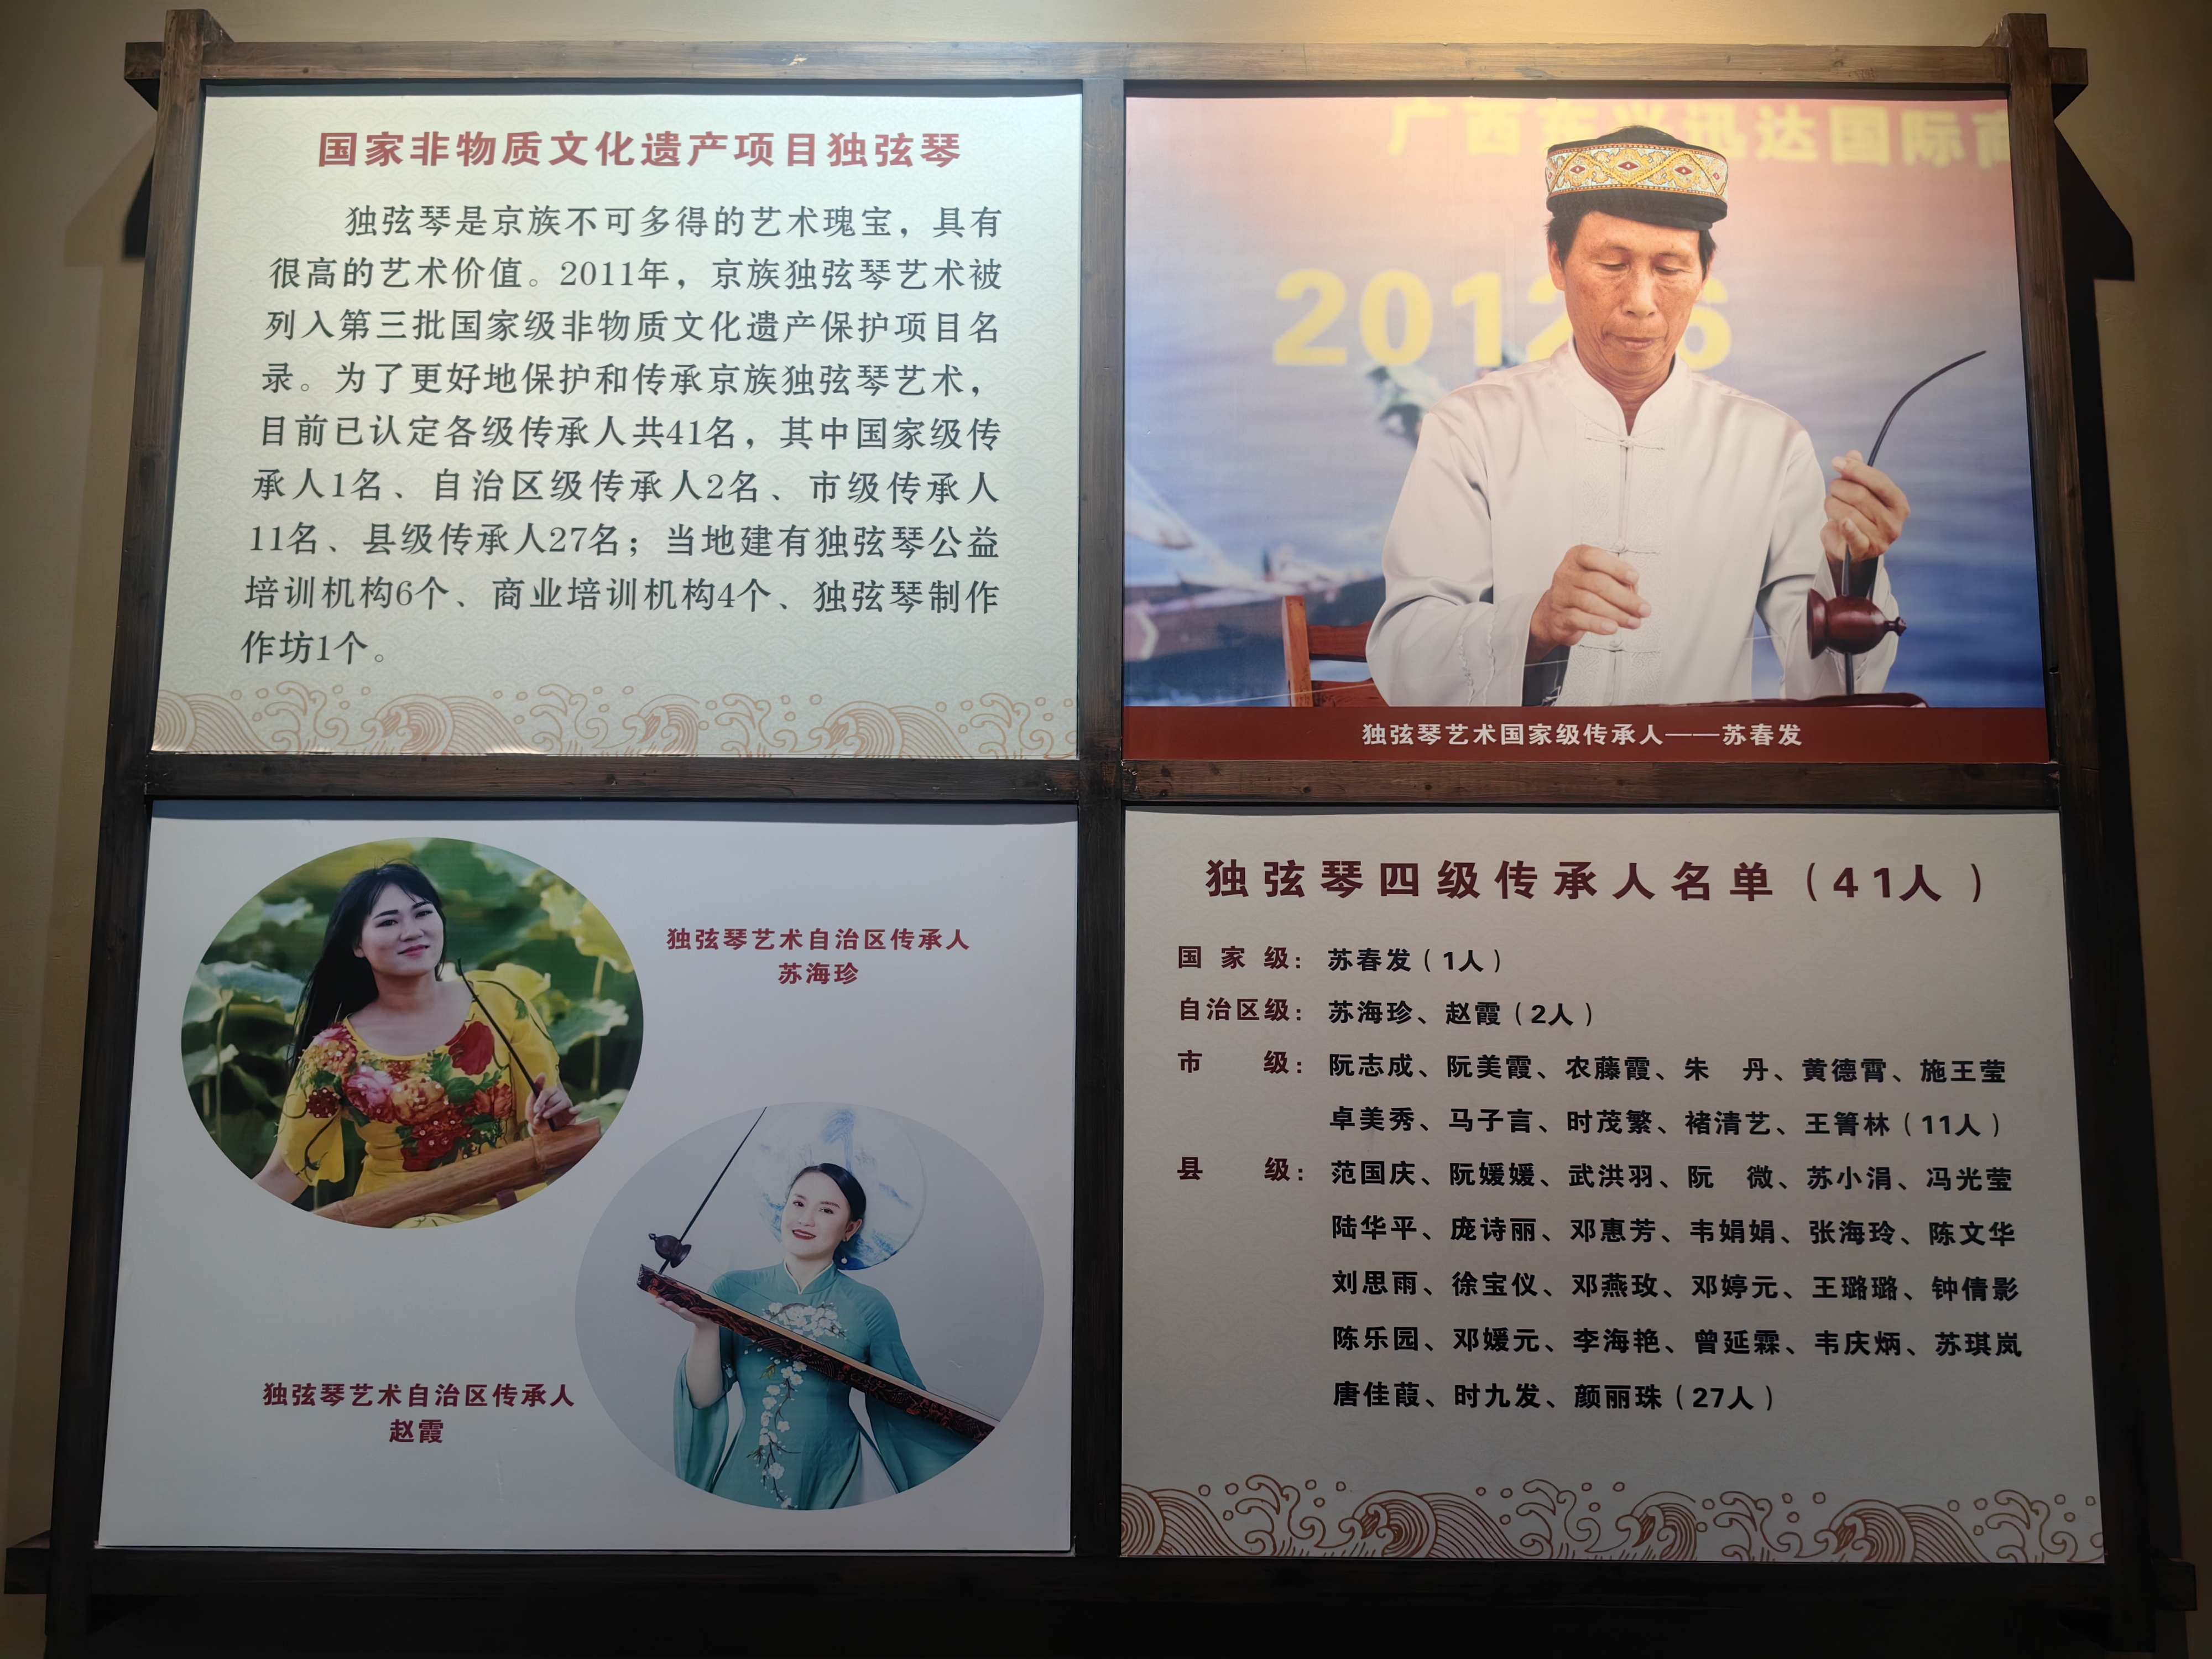 国家非物质文化遗产项目独弦琴
独弦琴是京族不可多得的艺术瑰宝，具有
很高的艺术价值。2011年，京族独弦琴艺术被
列入第三批国家级非物质文化遗产保护项目名
录。为了更好地保护和传承京族独弦琴艺术，
目前已认定各级传承人共41名，其中国家级传
承人1名、自治区级传承人2名、市级传承人
11名、县级传承人27名；当地建有独弦琴公益
培训机构6个、商业培训机构4个、独弦琴制作
作坊1个。
广西东兴迅达国际商
2012 6
独弦琴艺术国家级传承人——苏春发
独弦琴艺术自治区传承人
苏海珍
独弦琴艺术自治区传承人
赵霞
独弦琴四级传承人名单（41人）
国家级：苏春发（1人）
自治区级：苏海珍、赵霞（2人）
市级：阮志成、阮美霞、农藤霞、朱　丹、黄德霄、施王莹
卓美秀、马子言、时茂繁、褚清艺、王箐林（11人）
县级：范国庆、阮媛媛、武洪羽、阮　微、苏小涓、冯光莹
陆华平、庞诗丽、邓惠芳、韦娟娟、张海玲、陈文华
刘思雨、徐宝仪、邓燕玫、邓婷元、王璐璐、钟倩影
陈乐园、邓媛元、李海艳、曾延霖、韦庆炳、苏琪岚
唐佳葭、时九发、颜丽珠（27人）